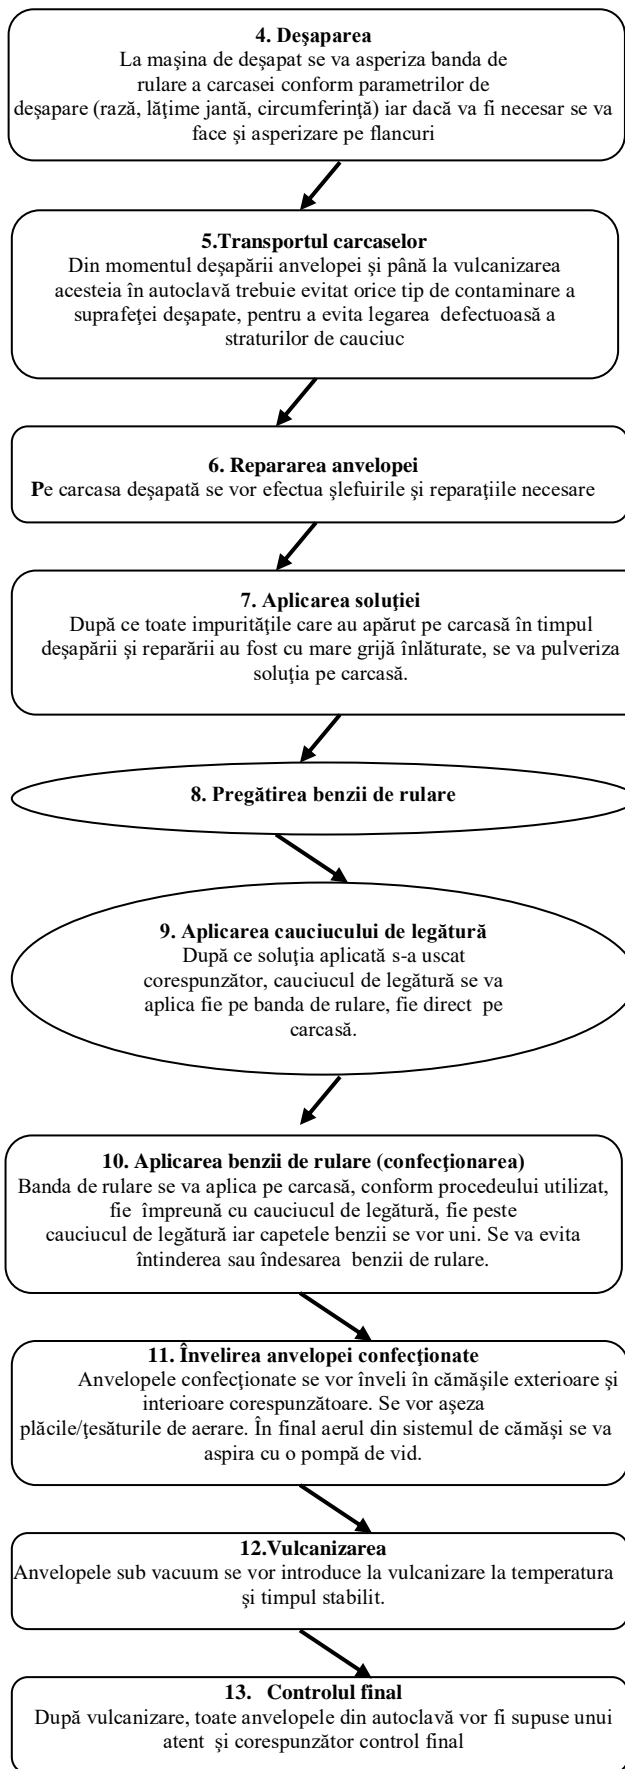 4. Deşaparea
La maşina de deşapat se va asperiza banda de
rulare a carcasei conform parametrilor de
deşapare (rază, lăţime jantă, circumferinţă) iar dacă va fi necesar se va
face şi asperizare pe flancuri
5.Transportul carcaselor
Din momentul deşapării anvelopei şi până la vulcanizarea
acesteia în autoclavă trebuie evitat orice tip de contaminare a
suprafeţei deşapate, pentru a evita legarea defectuoasă a
straturilor de cauciuc
6. Repararea anvelopei
Pe carcasa deşapată se vor efectua şlefuirile şi reparaţiile necesare
7. Aplicarea soluţiei
După ce toate impurităţile care au apărut pe carcasă în timpul
deşapării şi reparării au fost cu mare grijă înlăturate, se va pulveriza
soluţia pe carcasă.
8. Pregătirea benzii de rulare
9. Aplicarea cauciucului de legătură
După ce soluţia aplicată s-a uscat
corespunzător, cauciucul de legătură se va
aplica fie pe banda de rulare, fie direct pe
carcasă.
10. Aplicarea benzii de rulare (confecţionarea)
Banda de rulare se va aplica pe carcasă, conform procedeului utilizat,
fie împreună cu cauciucul de legătură, fie peste
cauciucul de legătură iar capetele benzii se vor uni. Se va evita
întinderea sau îndesarea benzii de rulare.
11. Învelirea anvelopei confecţionate
Anvelopele confecţionate se vor înveli în cămăşile exterioare şi
interioare corespunzătoare. Se vor aşeza
plăcile/ţesăturile de aerare. În final aerul din sistemul de cămăşi se va
aspira cu o pompă de vid.
12.Vulcanizarea
Anvelopele sub vacuum se vor introduce la vulcanizare la temperatura
şi timpul stabilit.
13. Controlul final
După vulcanizare, toate anvelopele din autoclavă vor fi supuse unui
atent şi corespunzător control final